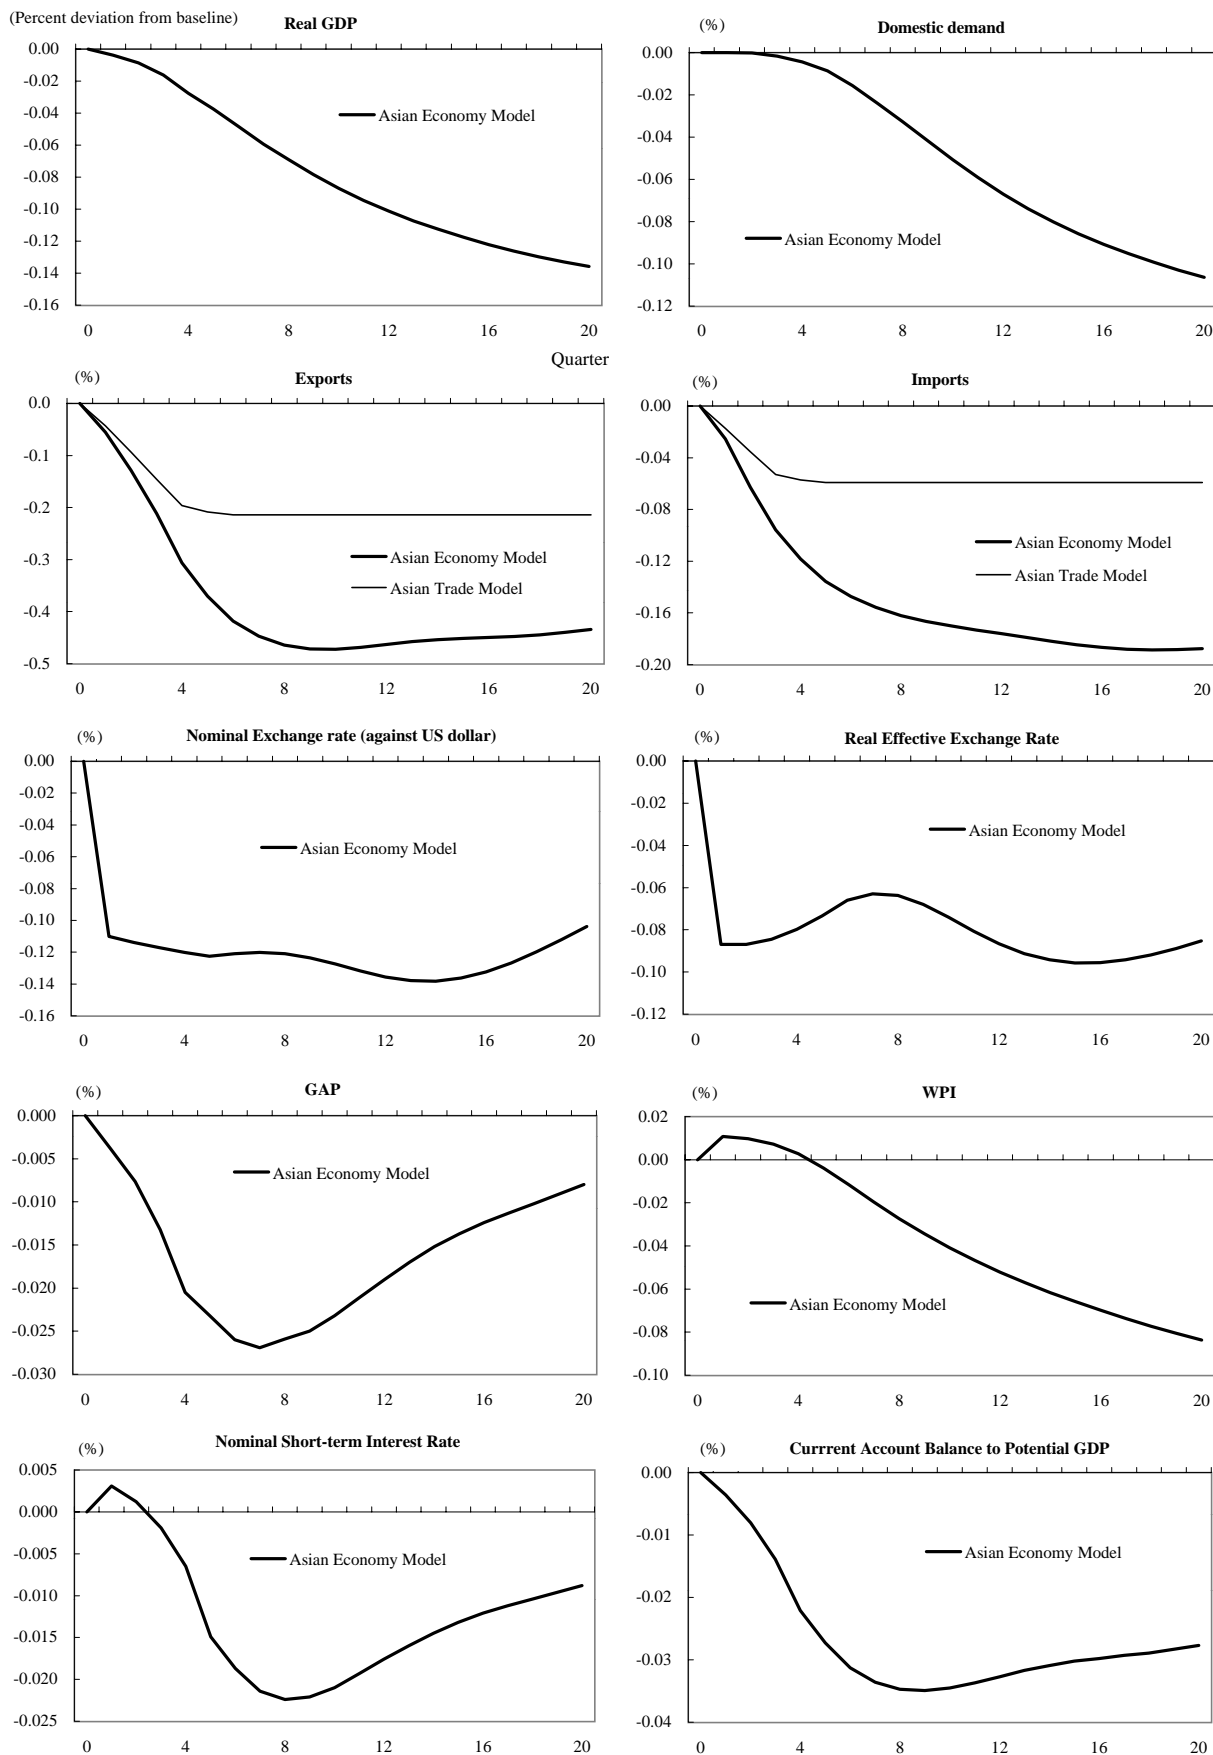 (Percent deviation from baseline)
Real GDP
0.00
-0.02
-0.04
-0.06
-0.08
-0.10
-0.12
-0.14
-0.16
Asian Economy Model
0 4 8 12 16 20
Quarter
(%)
Domestic demand
0.00
-0.02
-0.04
-0.06
-0.08
-0.10
-0.12
Asian Economy Model
0 4 8 12 16 20
(%)
Exports
0.0
-0.1
-0.2
-0.3
-0.4
-0.5
Asian Economy Model
Asian Trade Model
0 4 8 12 16 20
(%)
Imports
0.00
-0.04
-0.08
-0.12
-0.16
-0.20
Asian Economy Model
Asian Trade Model
0 4 8 12 16 20
(%)
Nominal Exchange rate (against US dollar)
0.00
-0.02
-0.04
-0.06
-0.08
-0.10
-0.12
-0.14
-0.16
Asian Economy Model
0 4 8 12 16 20
(%)
Real Effective Exchange Rate
0.00
-0.02
-0.04
-0.06
-0.08
-0.10
-0.12
Asian Economy Model
0 4 8 12 16 20
(%)
GAP
0.000
-0.005
-0.010
-0.015
-0.020
-0.025
-0.030
Asian Economy Model
0 4 8 12 16 20
(%)
WPI
0.02
0.00
-0.02
-0.04
-0.06
-0.08
-0.10
Asian Economy Model
0 4 8 12 16 20
(%)
Nominal Short-term Interest Rate
0.005
0.000
-0.005
-0.010
-0.015
-0.020
-0.025
Asian Economy Model
0 4 8 12 16 20
(%)
Currrent Account Balance to Potential GDP
0.00
-0.01
-0.02
-0.03
-0.04
Asian Economy Model
0 4 8 12 16 20